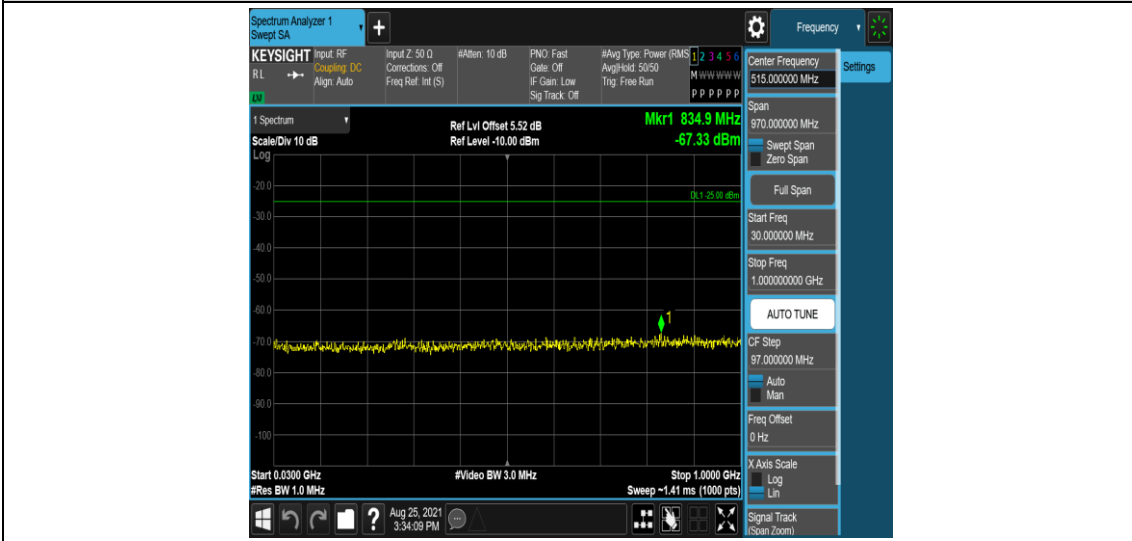 Spectrum Analyzer 1
Swept SA
+
Frequency
KEYSIGHT
RL
LM
Input: RF
Coupling: DC
Align: Auto
Input Z: 50 Ω
Corrections: Off
Freq Ref: Int (S)
#Atten: 10 dB
PNO: Fast
Gate: Off
IF Gain: Low
Sig Track: Off
#Avg Type: Power (RMS
Avg|Hold: 50/50
Trig: Free Run
1 2 3 4 5 6
M W W W W W
P P P P P P
1 Spectrum
Scale/Div 10 dB
Log
Ref Lvl Offset 5.52 dB
Ref Level -10.00 dBm
Mkr1 834.9 MHz
-67.33 dBm
DL1 -25.00 dBm
-20.0
-30.0
-40.0
-50.0
-60.0
-70.0
-80.0
-90.0
-100
1
Start 0.0300 GHz
#Res BW 1.0 MHz
#Video BW 3.0 MHz
Stop 1.0000 GHz
Sweep ~1.41 ms (1000 pts)
?
Aug 25, 2021
3:34:09 PM
Center Frequency
515.000000 MHz
Settings
Span
970.000000 MHz
Swept Span
Zero Span
Full Span
Start Freq
30.000000 MHz
Stop Freq
1.000000000 GHz
AUTO TUNE
CF Step
97.000000 MHz
Auto
Man
Freq Offset
0 Hz
X Axis Scale
Log
Lin
Signal Track
(Span Zoom)